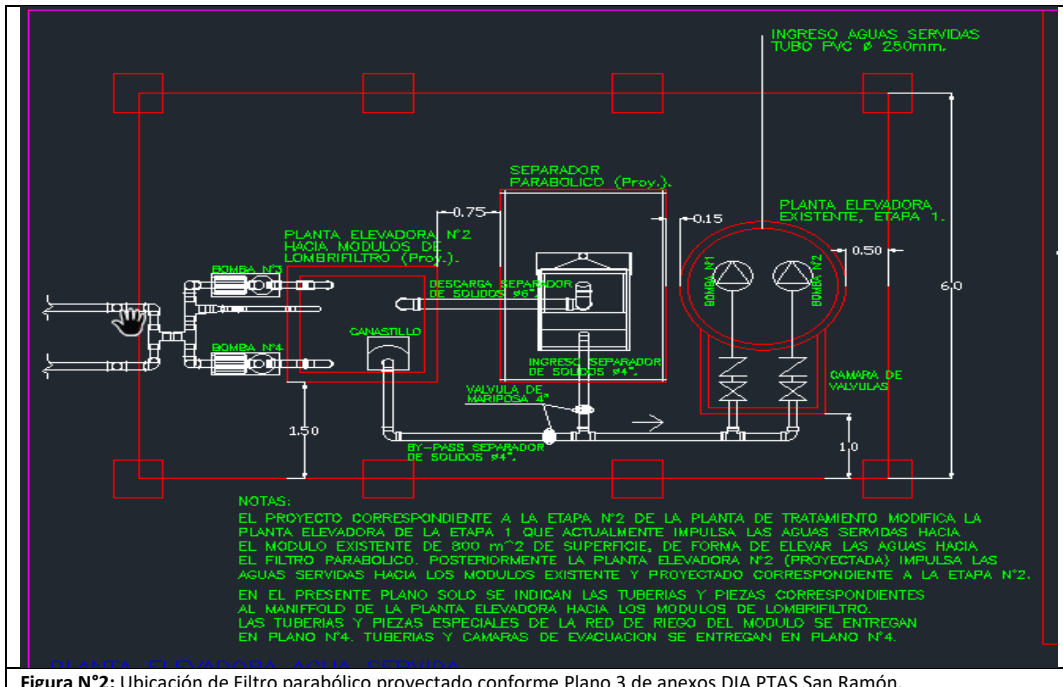 INGRESO AGUAS SERVIDAS
TUBO PVC ø 250mm.
SEPARADOR
PARABOLICO (Proy.).
PLANTA ELEVADORA
EXISTENTE, ETAPA 1.
0.75
0.15
0.50
6,0
PLANTA ELEVADORA N°2
HACIA MODULOS DE
LOMBRIFILTRO (Proy.).
BOMBA N°3
BOMBA N°1
BOMBA N°2
DESCARGA SEPARADOR
DE SOLIDOS ø6".
CANASTILLO
BOMBA N°4
INGRESO SEPARADOR
DE SOLIDOS ø4".
CAMARA DE
VALVULAS
VALVULA DE
MARIPOSA 4"
1.50
1,0
BY-PASS SEPARADOR
DE SOLIDOS ø4".
NOTAS:
EL PROYECTO CORRESPONDIENTE A LA ETAPA N°2 DE LA PLANTA DE TRATAMIENTO MODIFICA LA
PLANTA ELEVADORA DE LA ETAPA 1 QUE ACTUALMENTE IMPULSA LAS AGUAS SERVIDAS HACIA
EL MODULO EXISTENTE DE 800 m^2 DE SUPERFICIE, DE FORMA DE ELEVAR LAS AGUAS HACIA
EL FILTRO PARABOLICO. POSTERIORMENTE LA PLANTA ELEVADORA N°2 (PROYECTADA) IMPULSA LAS
AGUAS SERVIDAS HACIA LOS MODULOS EXISTENTE Y PROYECTADO CORRESPONDIENTE A LA ETAPA N°2.
EN EL PRESENTE PLANO SOLO SE INDICAN LAS TUBERIAS Y PIEZAS CORRESPONDIENTES
AL MANIFFOLD DE LA PLANTA ELEVADORA HACIA LOS MODULOS DE LOMBRIFILTRO.
LAS TUBERIAS Y PIEZAS ESPECIALES DE LA RED DE RIEGO DEL MODULO SE ENTREGAN
EN PLANO N°4. TUBERIAS Y CAMARAS DE EVACUACION SE ENTREGAN EN PLANO N°4.
PLANTA ELEVADORA AGUA SERVIDA
Figura N°2: Ubicación de Filtro parabólico proyectado conforme Plano 3 de anexos DIA PTAS San Ramón.